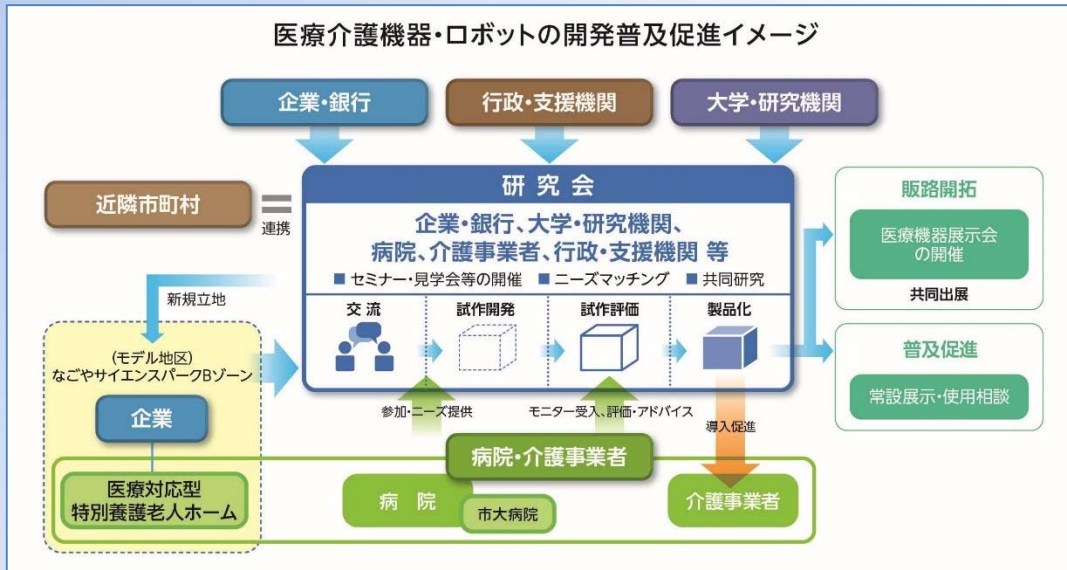 医療介護機器・ロボットの開発普及促進イメージ
企業・銀行
行政・支援機関
大学・研究機関
近隣市町村
連携
研究会
企業・銀行、大学・研究機関、
病院、介護事業者、行政・支援機関 等
■ セミナー・見学会等の開催 ■ ニーズマッチング ■ 共同研究
交流
試作開発
試作評価
製品化
販路開拓
医療機器展示会
の開催
共同出展
普及促進
常設展示・使用相談
新規立地
(モデル地区)
なごやサイエンスパークBゾーン
企業
医療対応型
特別養護老人ホーム
参加・ニーズ提供
モニター受入、評価・アドバイス
導入促進
病院・介護事業者
病院
市大病院
介護事業者